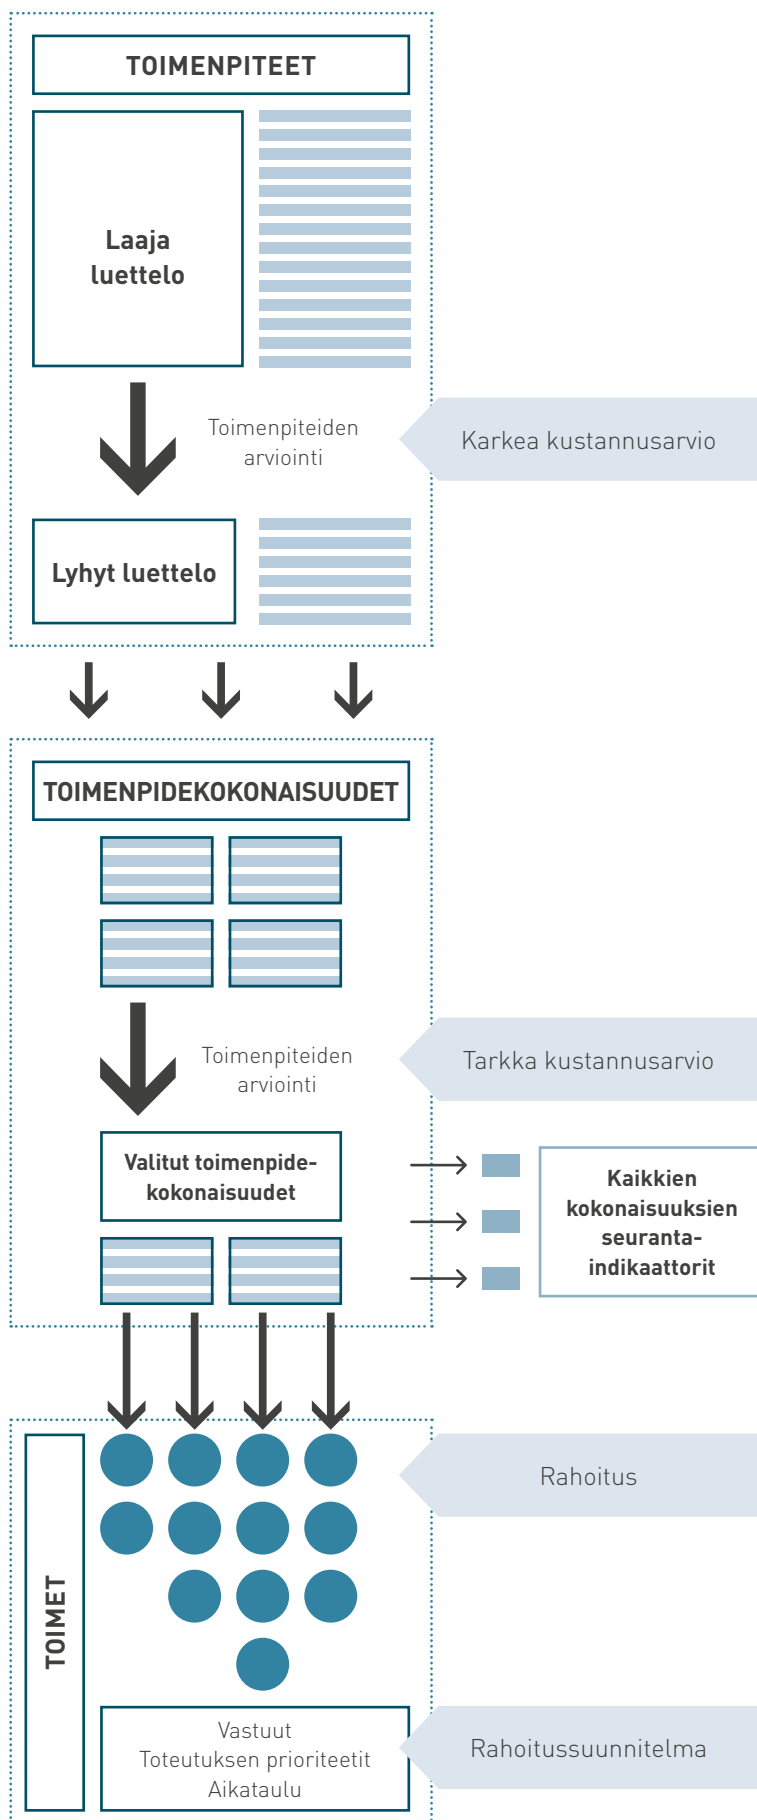 TOIMENPITEET
Laaja
luettelo
Toimenpiteiden
arviointi
Karkea kustannusarvio
Lyhyt luettelo
TOIMENPIDEKOKONAISUUDET
Toimenpiteiden
arviointi
Tarkka kustannusarvio
Valitut toimenpide-
kokonaisuudet
Kaikkien
kokonaisuuksien
seuranta-
indikaattorit
TOIMET
Rahoitus
Vastuut
Toteutuksen prioriteetit
Aikataulu
Rahoitussuunnitelma